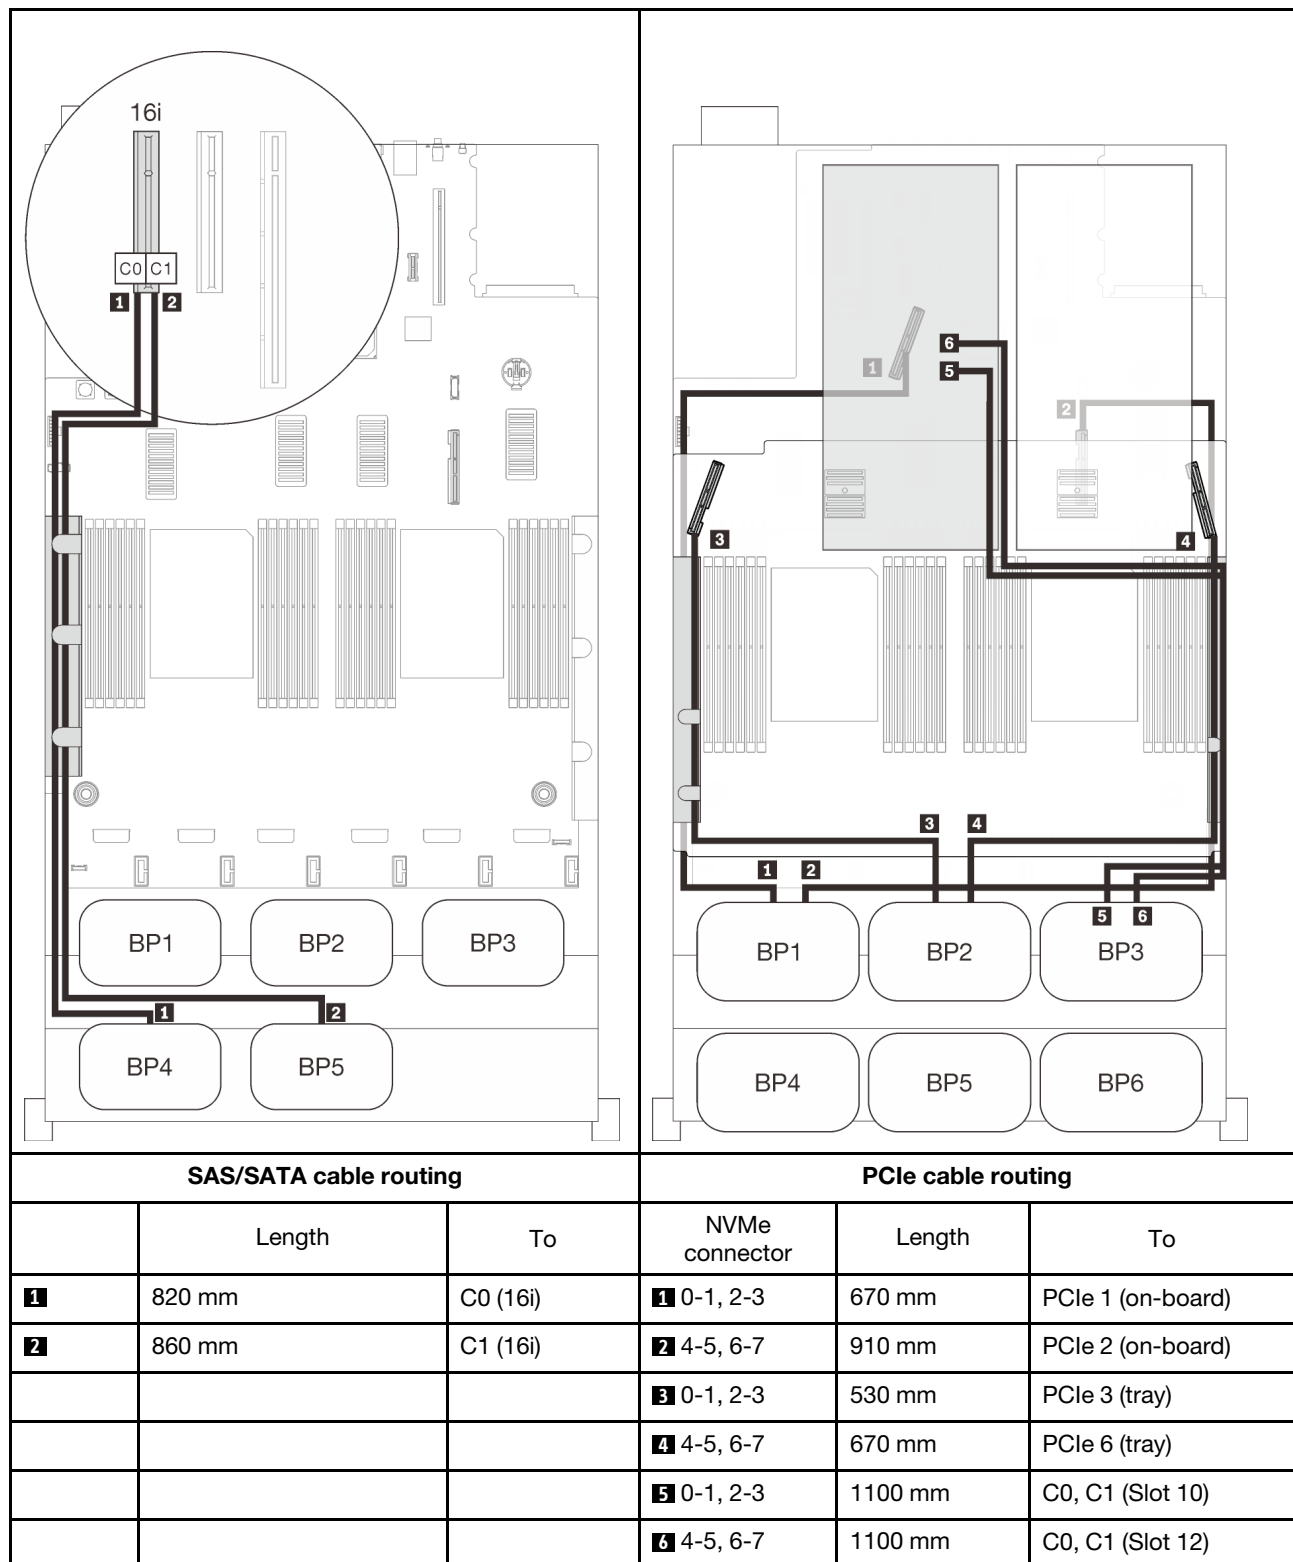 16i
C0 C1
1 2
BP1 BP2 BP3
1 2
BP4 BP5
6
1 5
2
3 4
3 4
1 2
5 6
BP1 BP2 BP3
BP4 BP5 BP6
SAS/SATA cable routing PCIe cable routing
Length To NVMe connector Length To
1 820 mm C0 (16i) 1 0-1, 2-3 670 mm PCIe 1 (on-board)
2 860 mm C1 (16i) 2 4-5, 6-7 910 mm PCIe 2 (on-board)
3 0-1, 2-3 530 mm PCIe 3 (tray)
4 4-5, 6-7 670 mm PCIe 6 (tray)
5 0-1, 2-3 1100 mm C0, C1 (Slot 10)
6 4-5, 6-7 1100 mm C0, C1 (Slot 12)